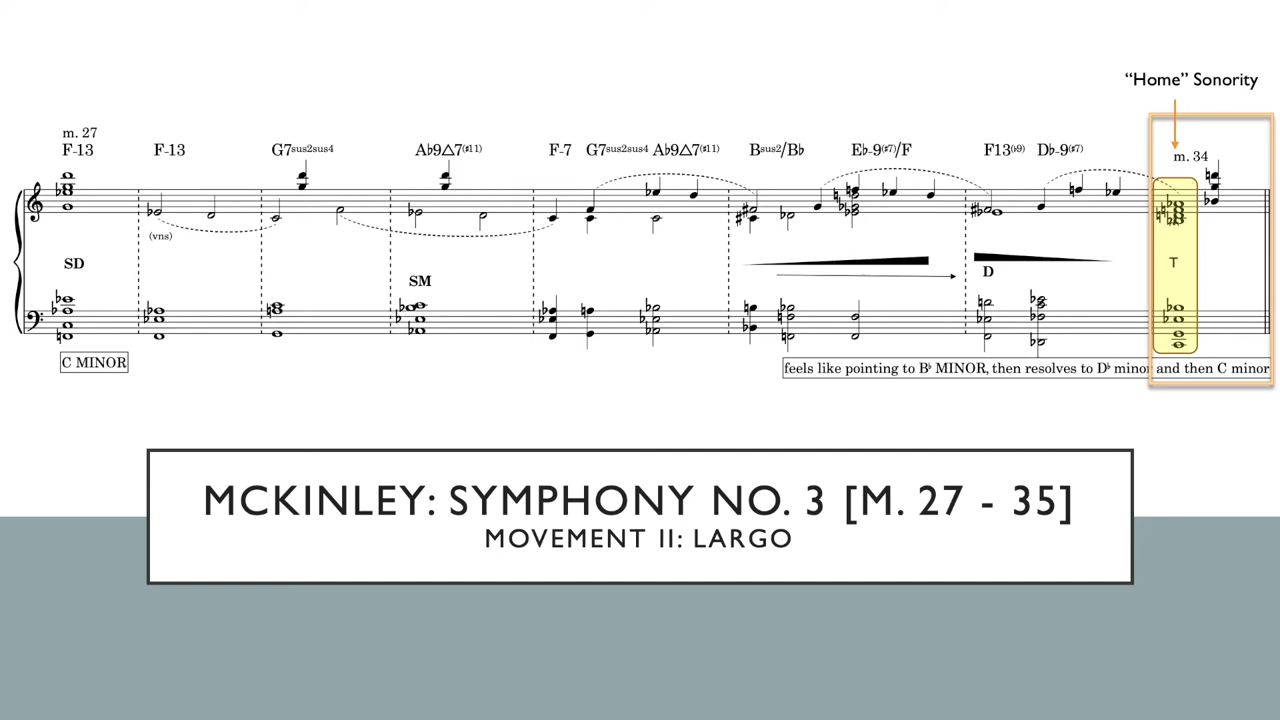 “Home” Sonority
m. 27
F-13 F-13 G7sus2sus4 A♭9△7(♯11) F-7 G7sus2sus4 A♭9△7(♯11) Bsus2/B♭ E♭-9(♯7)/F F13(♭9) D♭-9(♯7) m. 34
(vns)
SD SM D T
C MINOR
feels like pointing to B♭ MINOR, then resolves to D♭ minor and then C minor
MCKINLEY: SYMPHONY NO. 3 [M. 27 - 35]
MOVEMENT II: LARGO